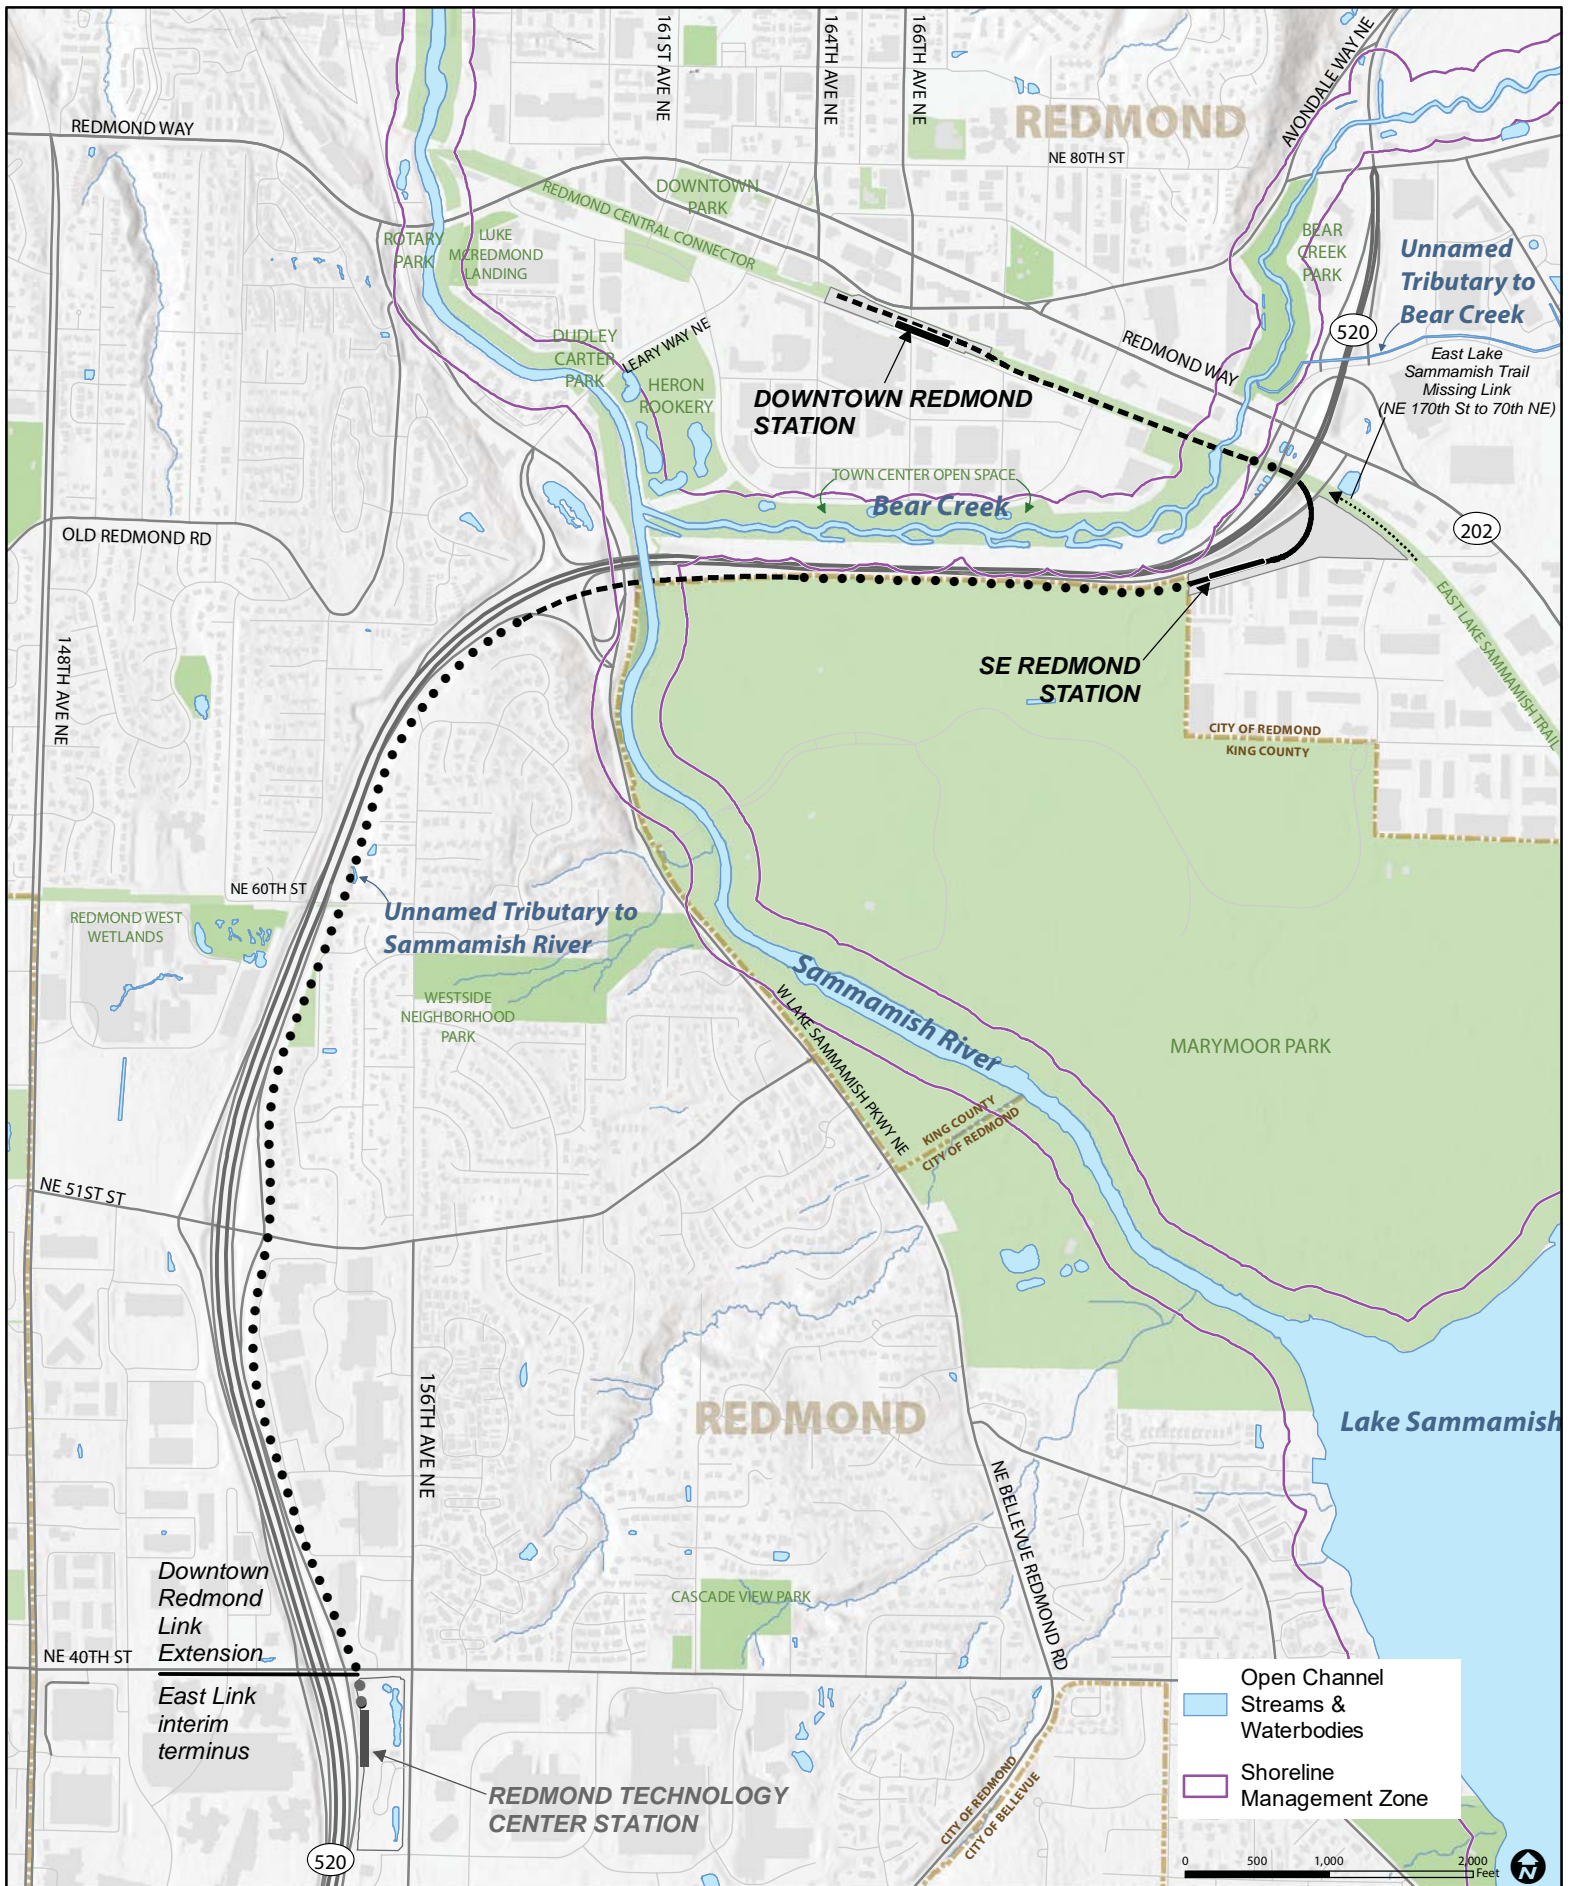 161ST AVE NE
164TH AVE NE
166TH AVE NE
AVONDALE WAY NE
REDMOND
REDMOND WAY
NE 80TH ST
DOWNTOWN
PARK
REDMOND CENTRAL CONNECTOR
ROTARY
PARK
LUKE
MCREDMOND
LANDING
BEAR
CREEK
PARK
Unnamed
Tributary to
Bear Creek
520
DUDLEY
CARTER
PARK
LEARY WAY NE
HERON
ROOKERY
REDMOND WAY
East Lake
Sammamish Trail
Missing Link
(NE 170th St to 70th NE)
DOWNTOWN REDMOND
STATION
TOWN CENTER OPEN SPACE
Bear Creek
202
OLD REDMOND RD
EAST LAKE SAMMAMISH TRAIL
148TH AVE NE
SE REDMOND
STATION
CITY OF REDMOND
KING COUNTY
NE 60TH ST
REDMOND WEST
WETLANDS
Unnamed Tributary to
Sammamish River
WESTSIDE
NEIGHBORHOOD
PARK
Sammamish River
W LAKE SAMMAMISH PKWY NE
MARYMOOR PARK
KING COUNTY
CITY OF REDMOND
NE 51ST ST
156TH AVE NE
REDMOND
Lake Sammamish
NE BELLEVUE REDMOND RD
CASCADE VIEW PARK
Downtown
Redmond
Link
Extension
NE 40TH ST
East Link
interim
terminus
REDMOND TECHNOLOGY
CENTER STATION
520
CITY OF REDMOND
CITY OF BELLEVUE
Open Channel
Streams &
Waterbodies
Shoreline
Management Zone
0 500 1,000 2,000
Feet
N